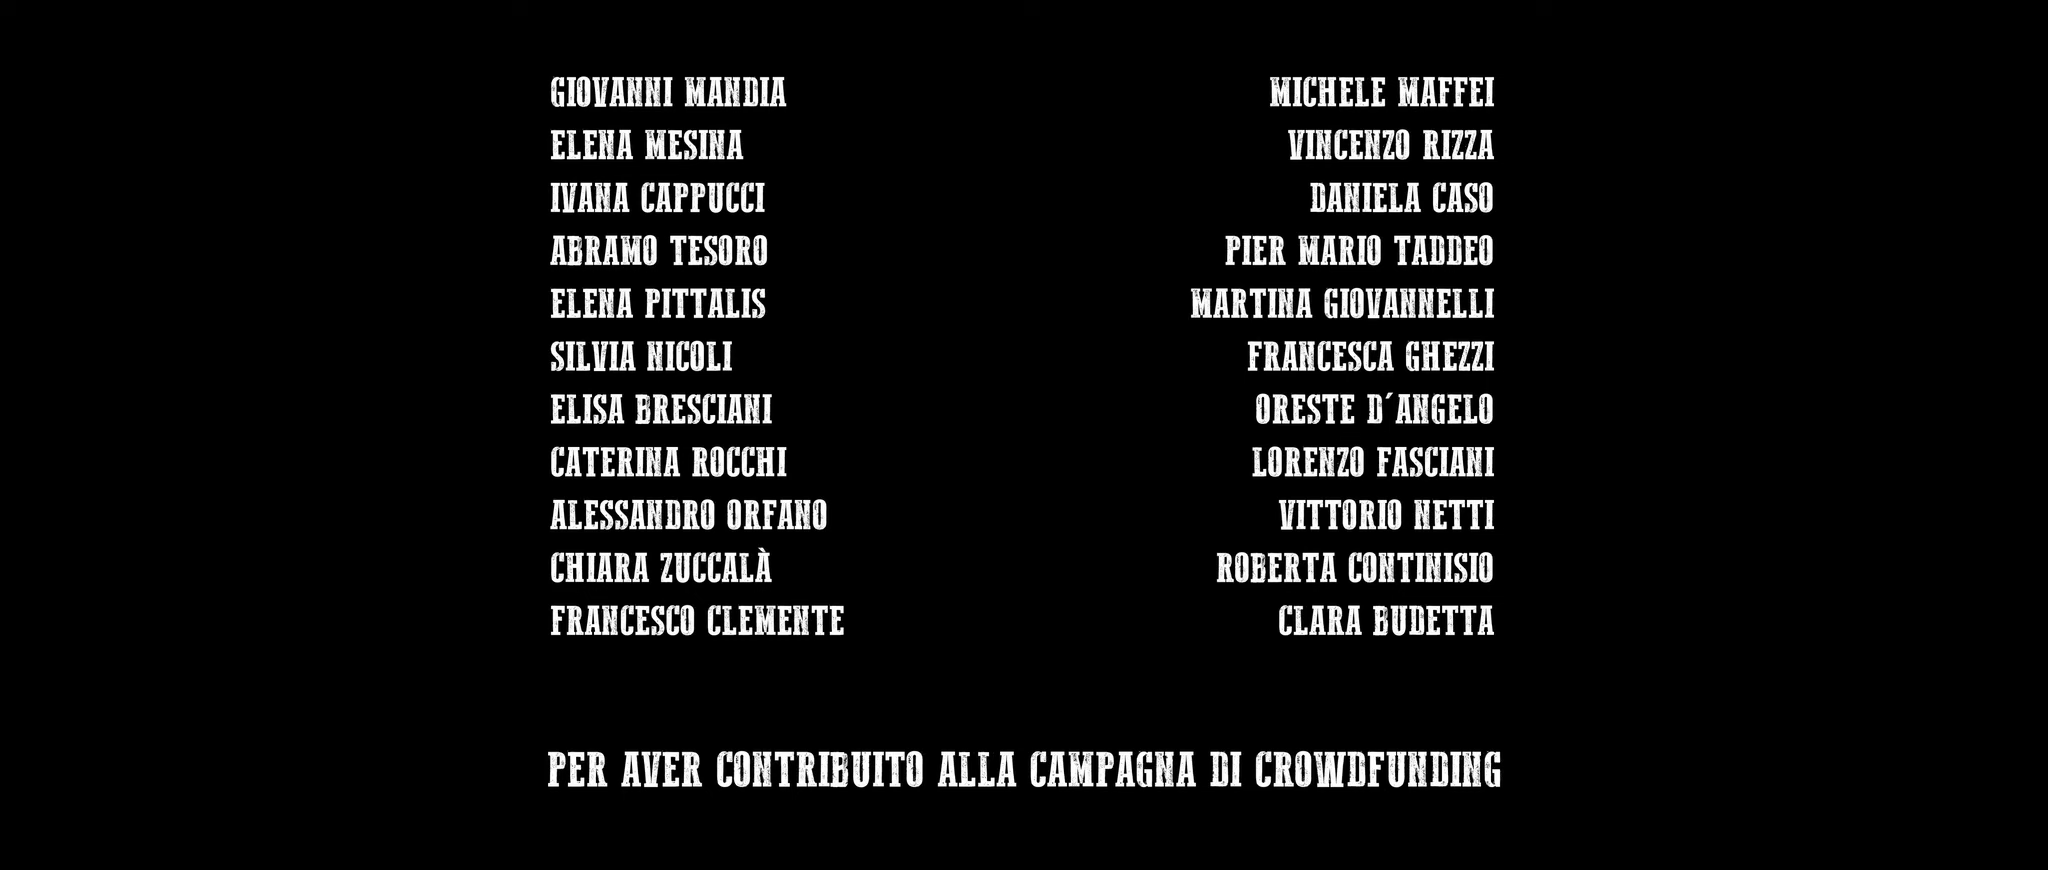 GIOVANNI MANDIA MICHELE MAFFEI
ELENA MESINA VINCENZO RIZZA
IVANA CAPPUCCI DANIELA CASO
ABRAMO TESORO PIER MARIO TADDEO
ELENA PITTALIS MARTINA GIOVANNELLI
SILVIA NICOLI FRANCESCA GHEZZI
ELISA BRESCIANI ORESTE D´ANGELO
CATERINA ROCCHI LORENZO FASCIANI
ALESSANDRO ORFANO VITTORIO NETTI
CHIARA ZUCCALÀ ROBERTA CONTINISIO
FRANCESCO CLEMENTE CLARA BUDETTA
PER AVER CONTRIBUITO ALLA CAMPAGNA DI CROWDFUNDING